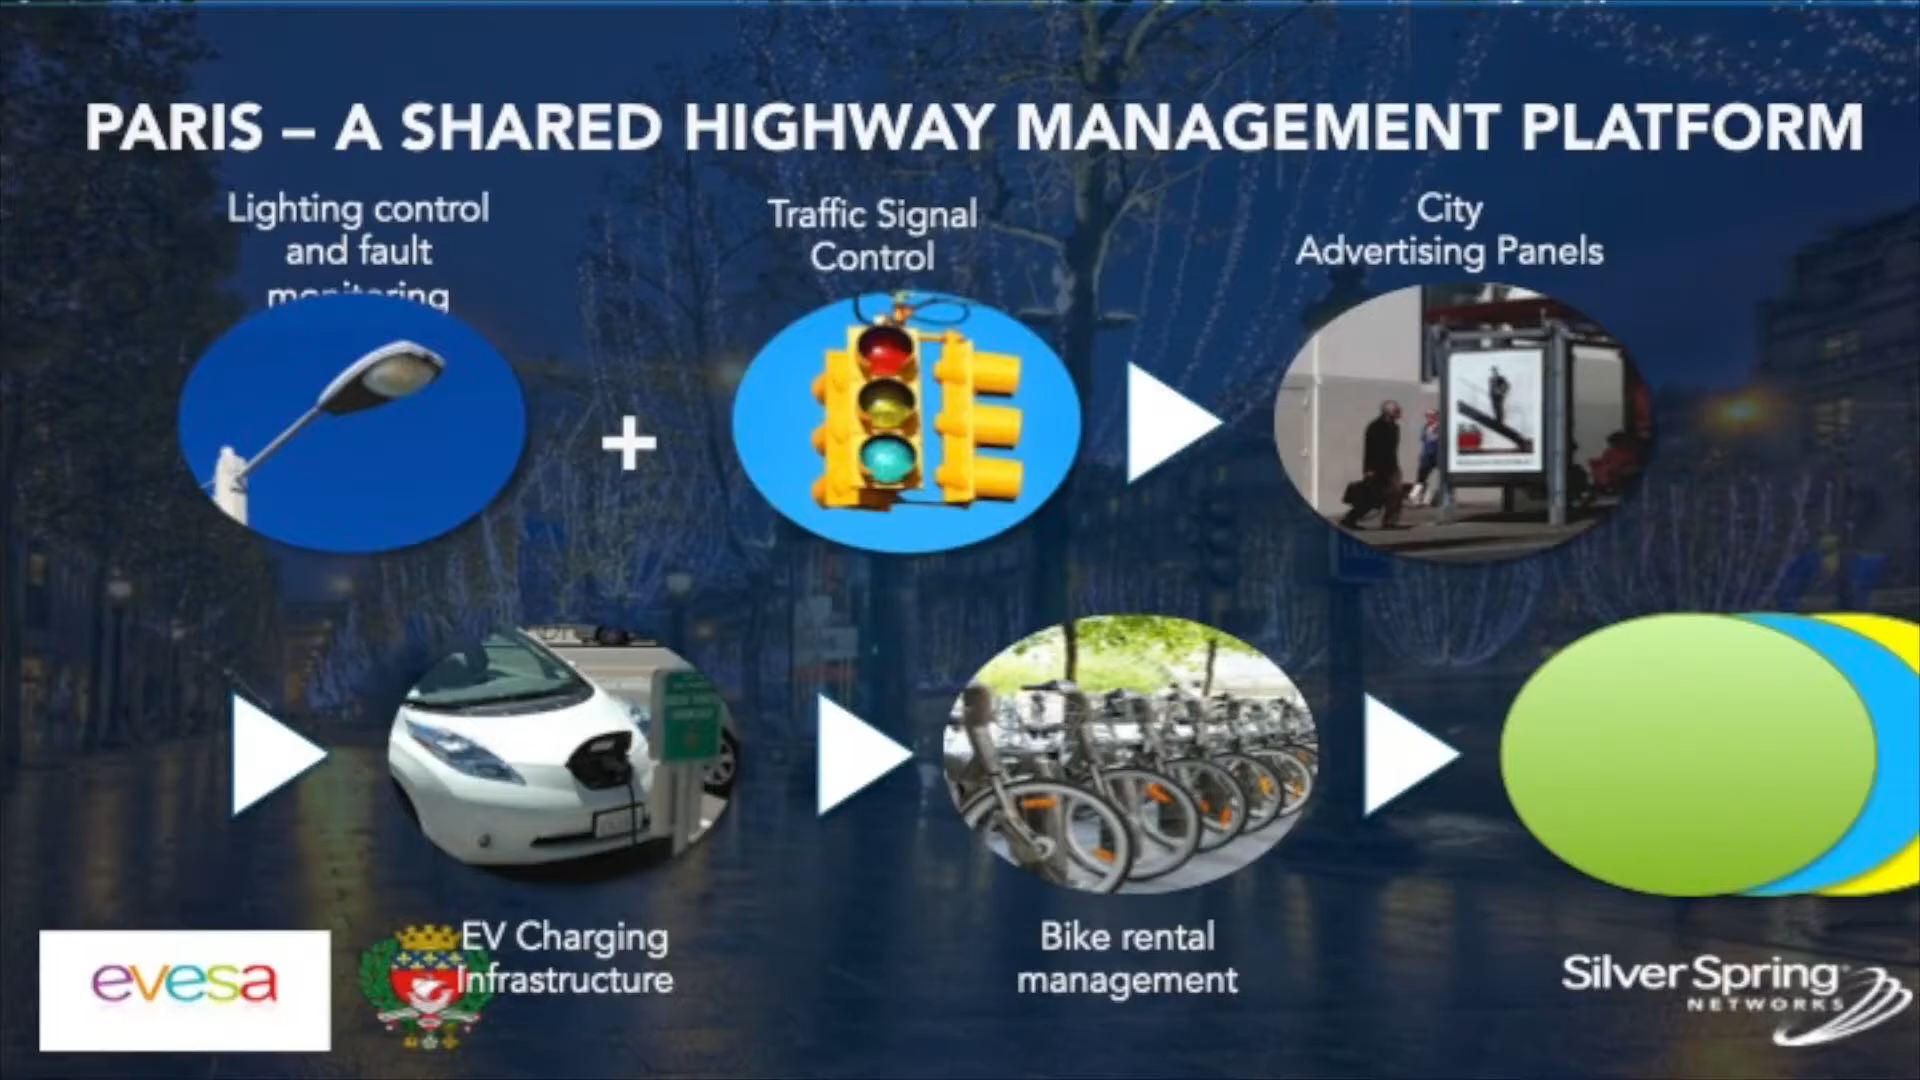 PARIS – A SHARED HIGHWAY MANAGEMENT PLATFORM
Lighting control
and fault
monitoring
Traffic Signal
Control
City
Advertising Panels
EV Charging
Infrastructure
Bike rental
management
evesa
Silver Spring
NETWORKS